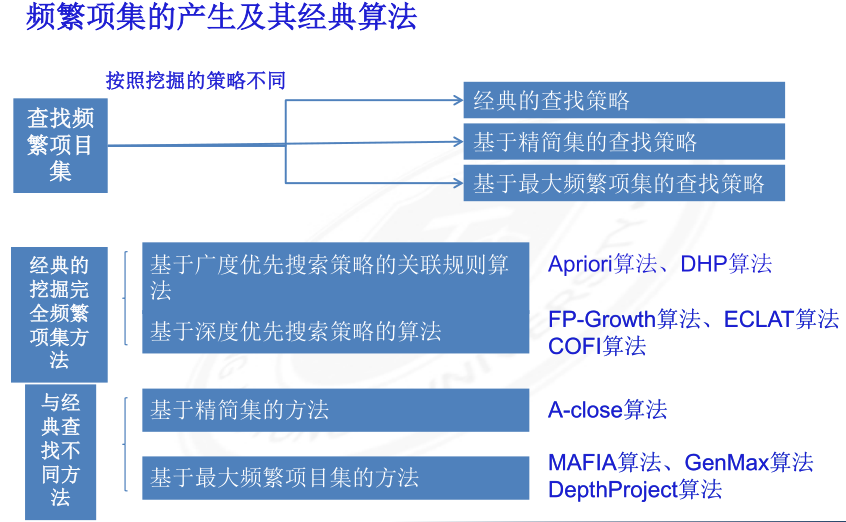 频繁项集的产生及其经典算法
按照挖掘的策略不同
查找频
繁项目
集
经典的查找策略
基于精简集的查找策略
基于最大频繁项集的查找策略
经典的
挖掘完
全频繁
项集方
法
基于广度优先搜索策略的关联规则算
法
Apriori算法、DHP算法
基于深度优先搜索策略的算法
FP-Growth算法、ECLAT算法
COFI算法
与经
典查
找不
同方
法
基于精简集的方法
A-close算法
基于最大频繁项目集的方法
MAFIA算法、GenMax算法
DepthProject算法